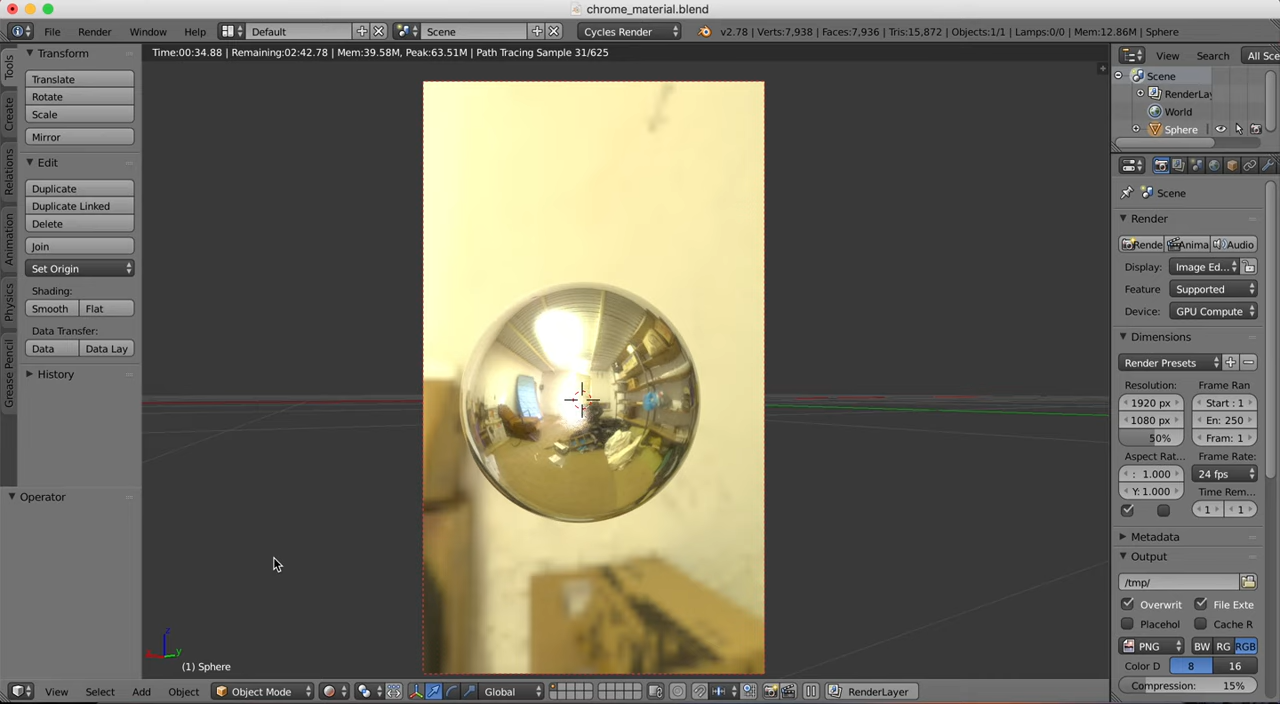 chrome_material.blend
File Render Window Help Default Scene Cycles Render v2.78 | Verts:7,938 | Faces:7,936 | Tris:15,872 | Objects:1/1 | Lamps:0/0 | Mem:12.86M | Sphere
Time:00:34.88 | Remaining:02:42.78 | Mem:39.58M, Peak:63.51M | Path Tracing Sample 31/625
Tools
Create
Relations
Animation
Physics
Grease Pencil
Transform
Translate
Rotate
Scale
Mirror
Edit
Duplicate
Duplicate Linked
Delete
Join
Set Origin
Shading:
Smooth Flat
Data Transfer:
Data Data Lay
History
Operator
z
x y
(1) Sphere
View Select Add Object Object Mode Global RenderLayer
View Search All Sce
Scene
RenderLay
World
Sphere
Scene
Render
Rende Anima Audio
Display: Image Ed...
Feature Supported
Device: GPU Compute
Dimensions
Render Presets
Resolution: Frame Ran
1920 px Start : 1
1080 px En: 250
50% Fram: 1
Aspect Rat... Frame Rate:
: 1.000 24 fps
Y: 1.000 Time Rem...
1 1
Metadata
Output
/tmp/
Overwrit File Exte
Placehol Cache R
PNG BW RG RGB
Color D 8 16
Compression: 15%